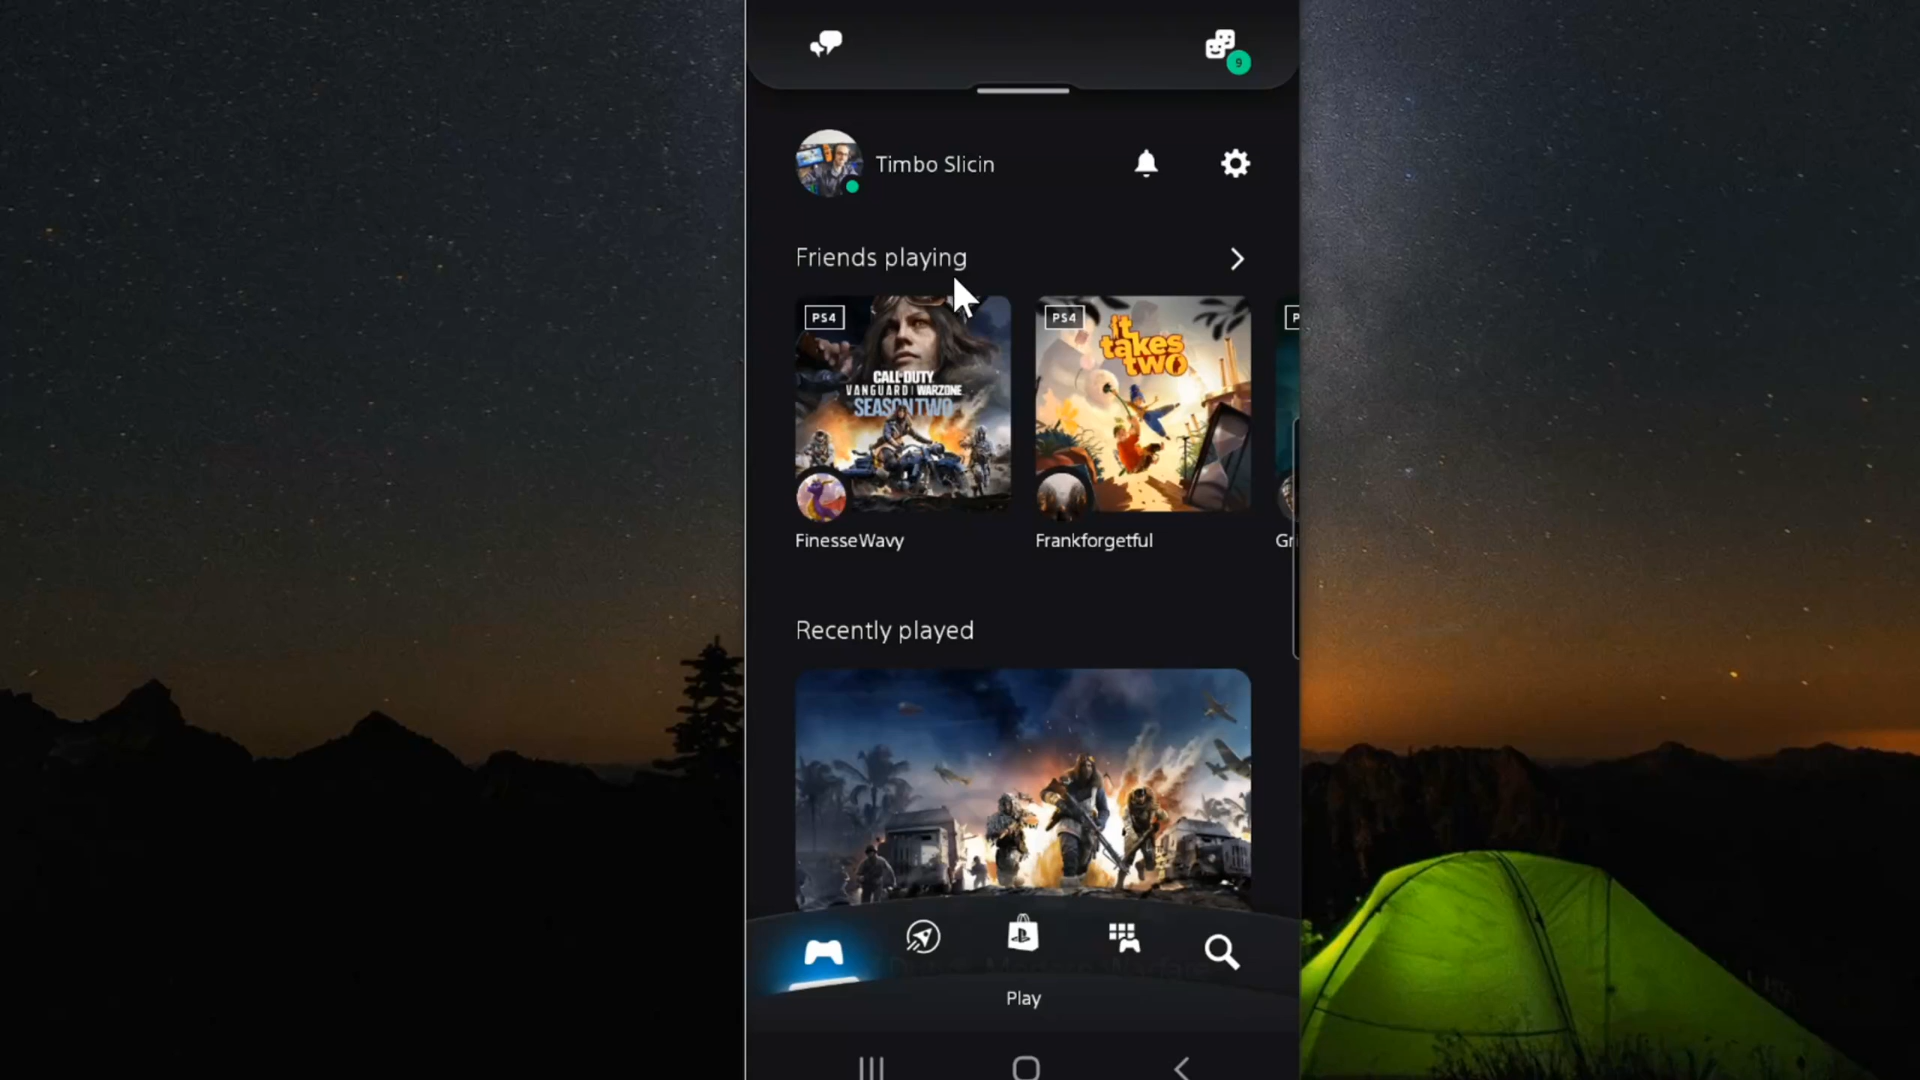 9
Timbo Slicin
Friends playing
PS4
CALL OF DUTY
VANGUARD | WARZONE
SEASON TWO
PS4
it
takes
two
FinesseWavy
Frankforgetful
Recently played
Play